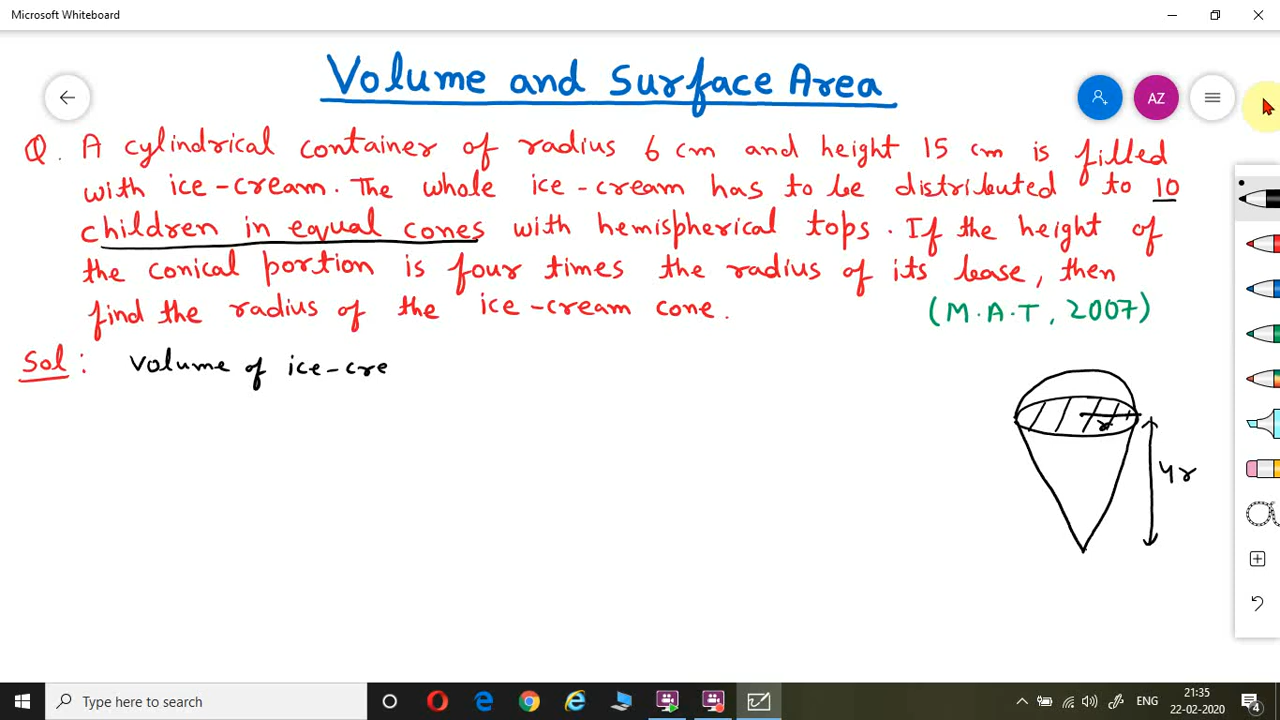 Microsoft Whiteboard
Volume and Surface Area
AZ
Q. A cylindrical container of radius 6 cm and height 15 cm is filled
with ice-cream. The whole ice-cream has to be distributed to 10
children in equal cones with hemispherical tops. If the height of
the conical portion is four times the radius of its base, then
find the radius of the ice-cream cone. (M.A.T, 2007)
Sol: Volume of ice-cre
r
4r
Type here to search
ENG
21:35
22-02-2020
4